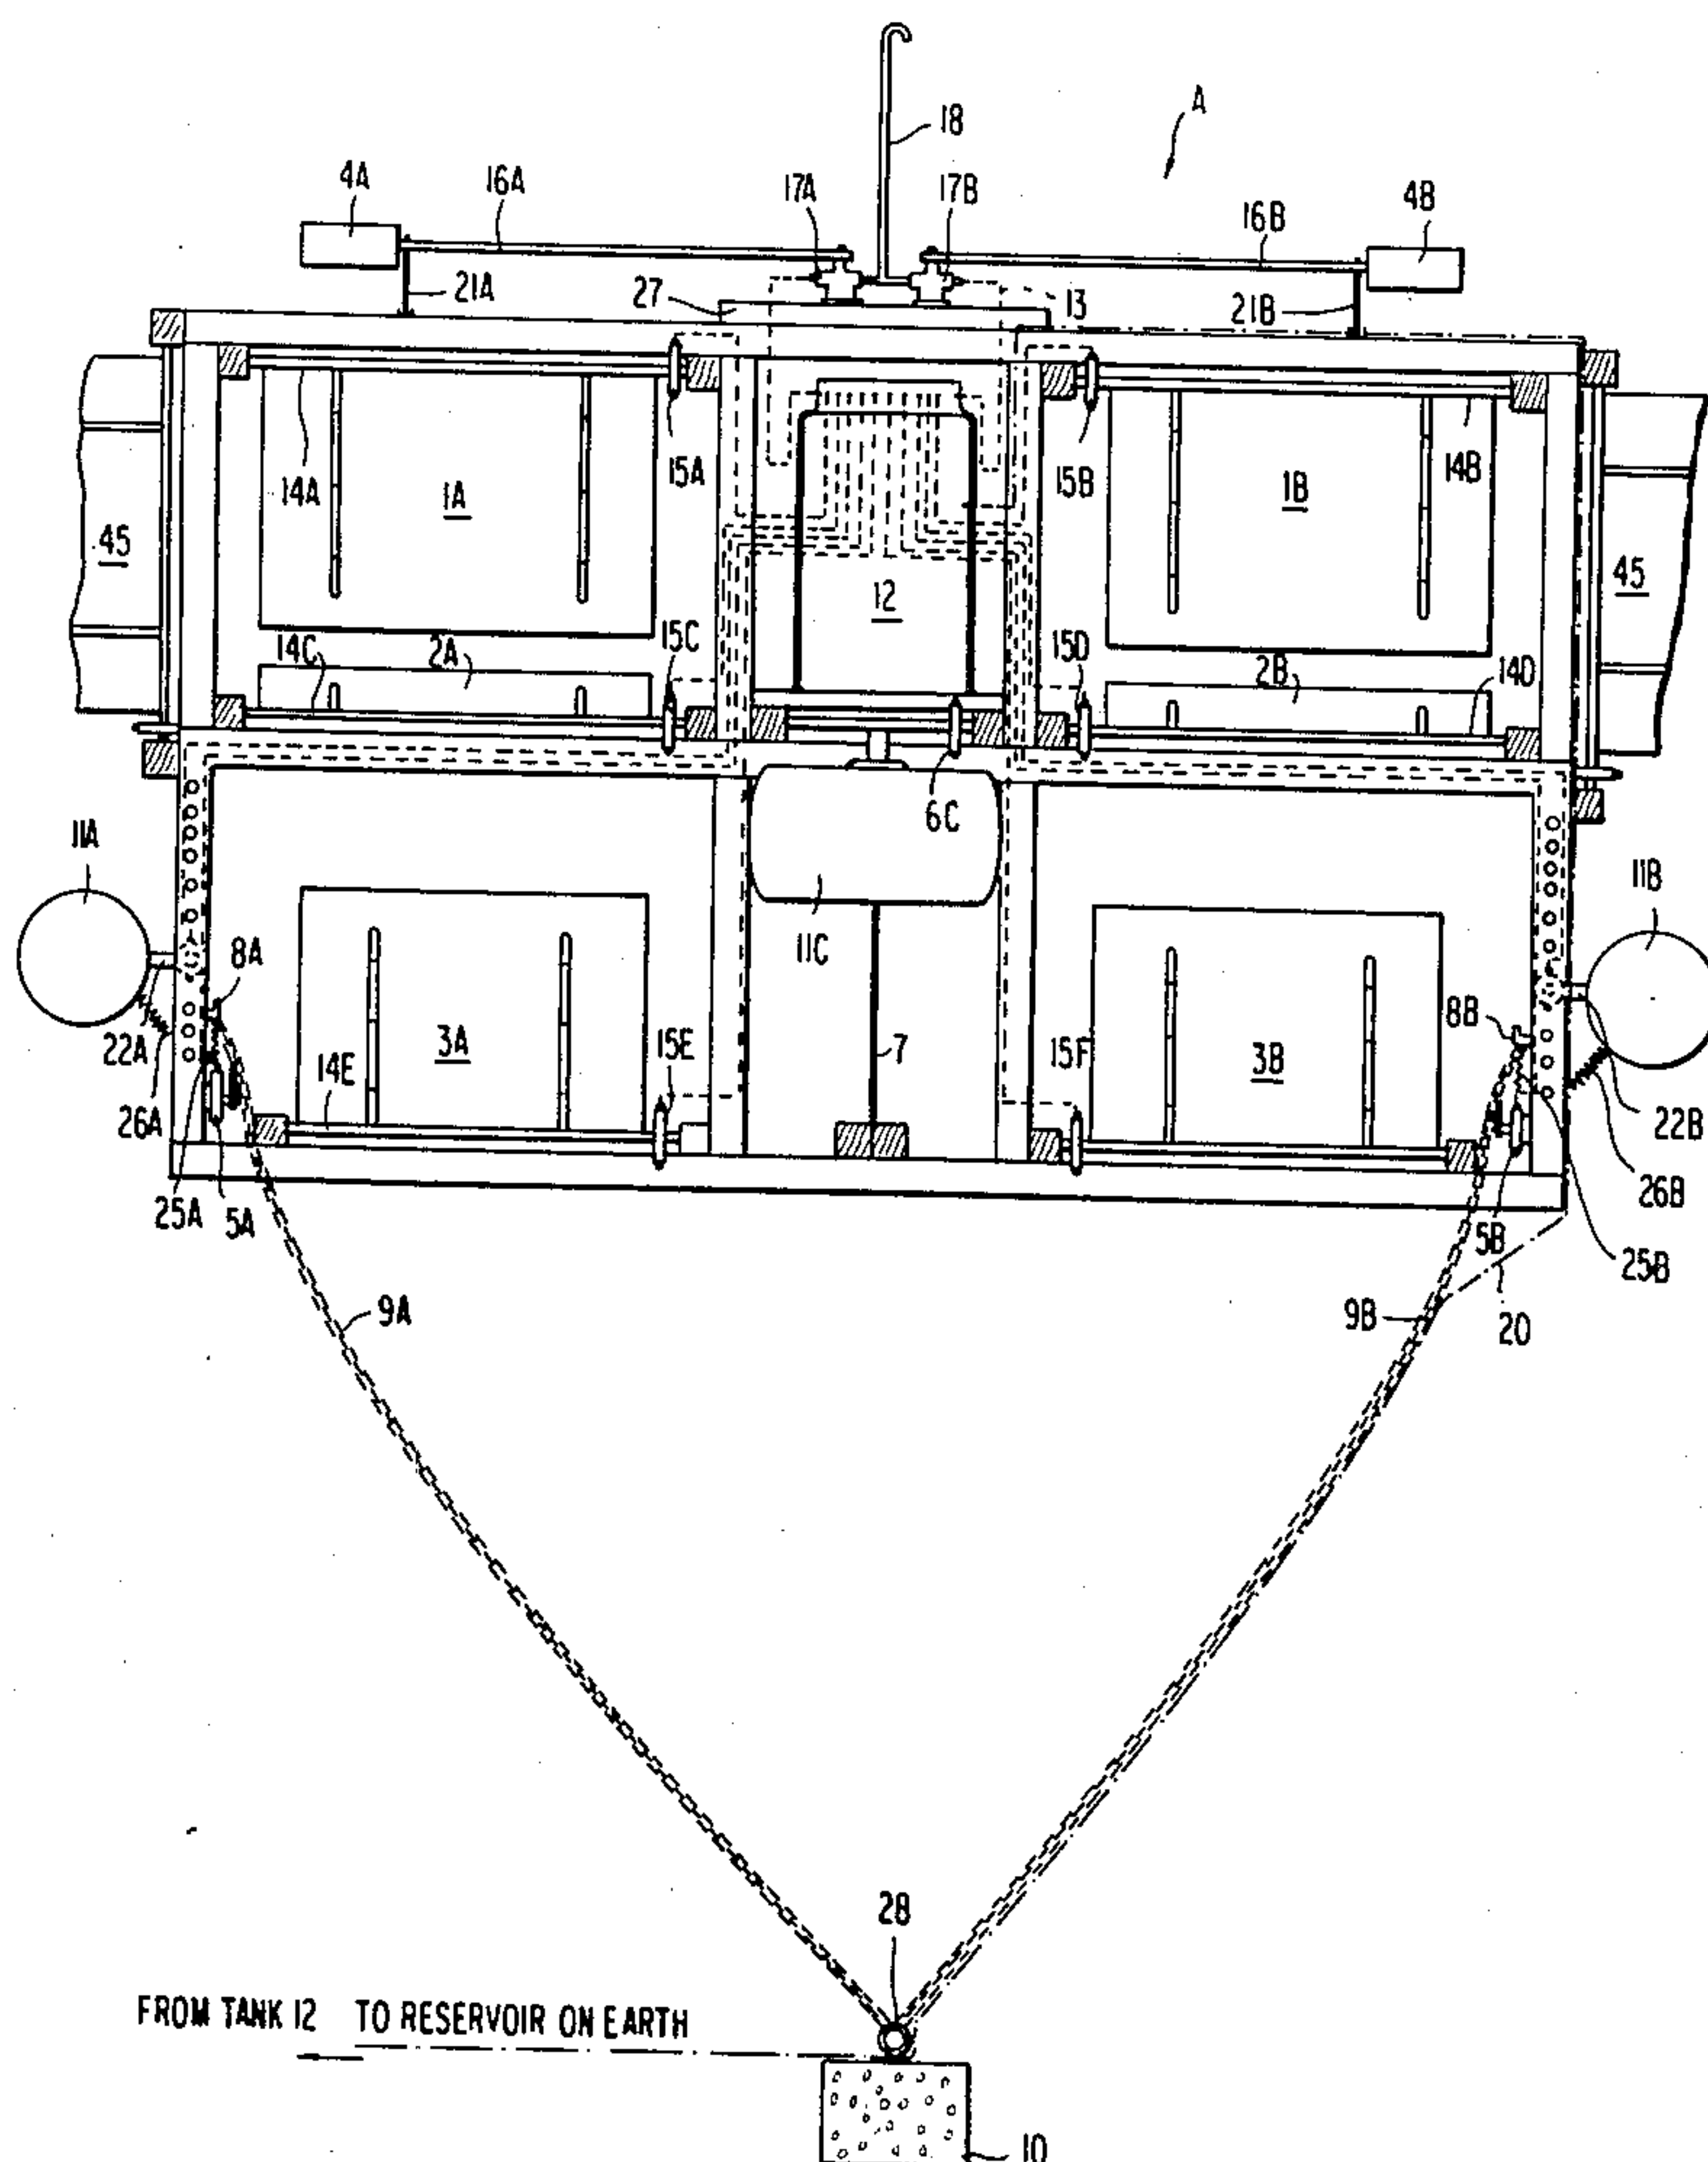 18
A
4A
16A
17A
17B
16B
4B
27
21A
13
21B
14A
1A
15A
15B
1B
14B
45
12
45
14C
2A
15C
15D
2B
14D
11A
6C
11B
8A
11C
8B
22A
3A
15E
7
15F
3B
14E
26A
22B
25A
5A
5B
26B
25B
9A
9B
20
28
FROM TANK 12 TO RESERVOIR ON EARTH
10